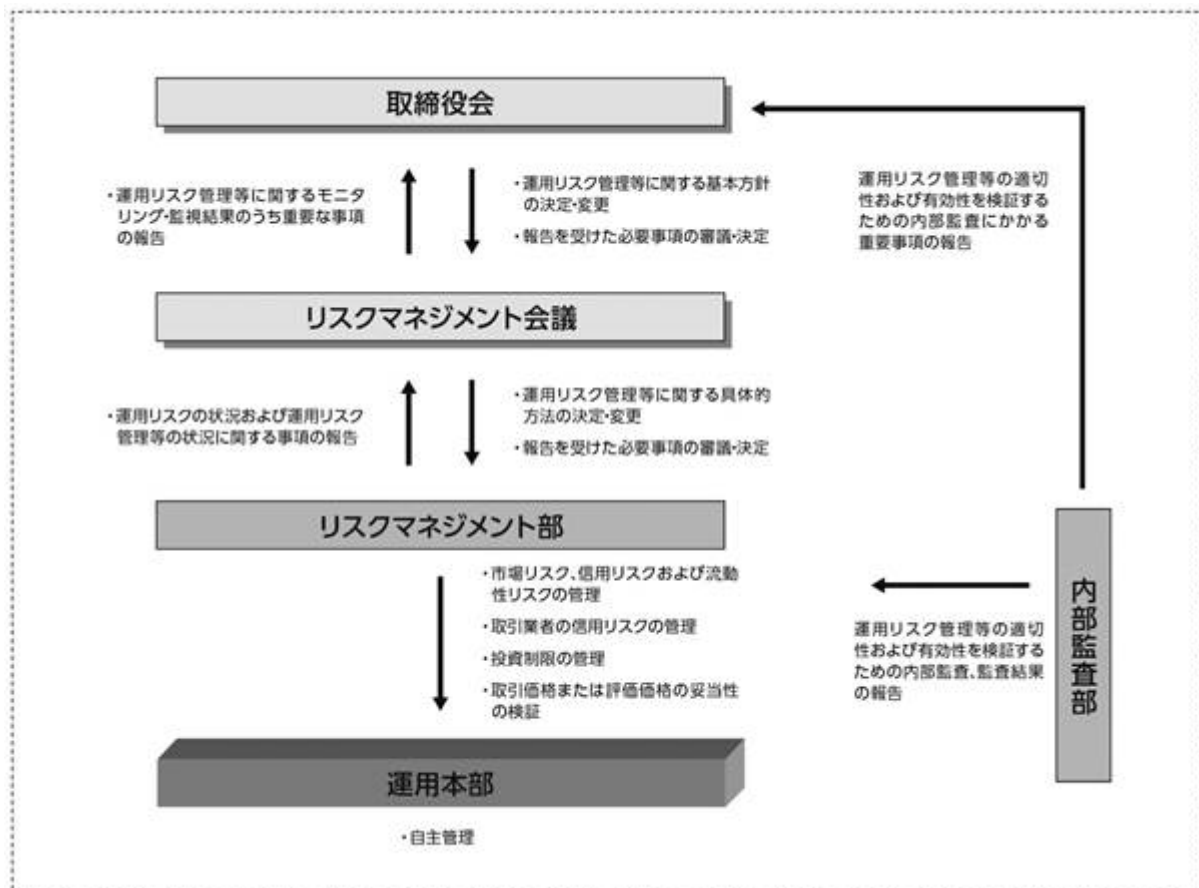 取締役会
・運用リスク管理等に関するモニタ
リング・監視結果のうち重要な事項
の報告
・運用リスク管理等に関する基本方針
の決定・変更
・報告を受けた必要事項の審議・決定
運用リスク管理等の適切
性および有効性を検証する
ための内部監査にかかる
重要事項の報告
リスクマネジメント会議
・運用リスクの状況および運用リスク
管理等の状況に関する事項の報告
・運用リスク管理等に関する具体的
方法の決定・変更
・報告を受けた必要事項の審議・決定
リスクマネジメント部
・市場リスク、信用リスクおよび流動
性リスクの管理
・取引業者の信用リスクの管理
・投資制限の管理
・取引価格または評価価格の妥当性
の検証
運用リスク管理等の適切
性および有効性を検証する
ための内部監査、監査結果
の報告
内部監査部
運用本部
・自主管理